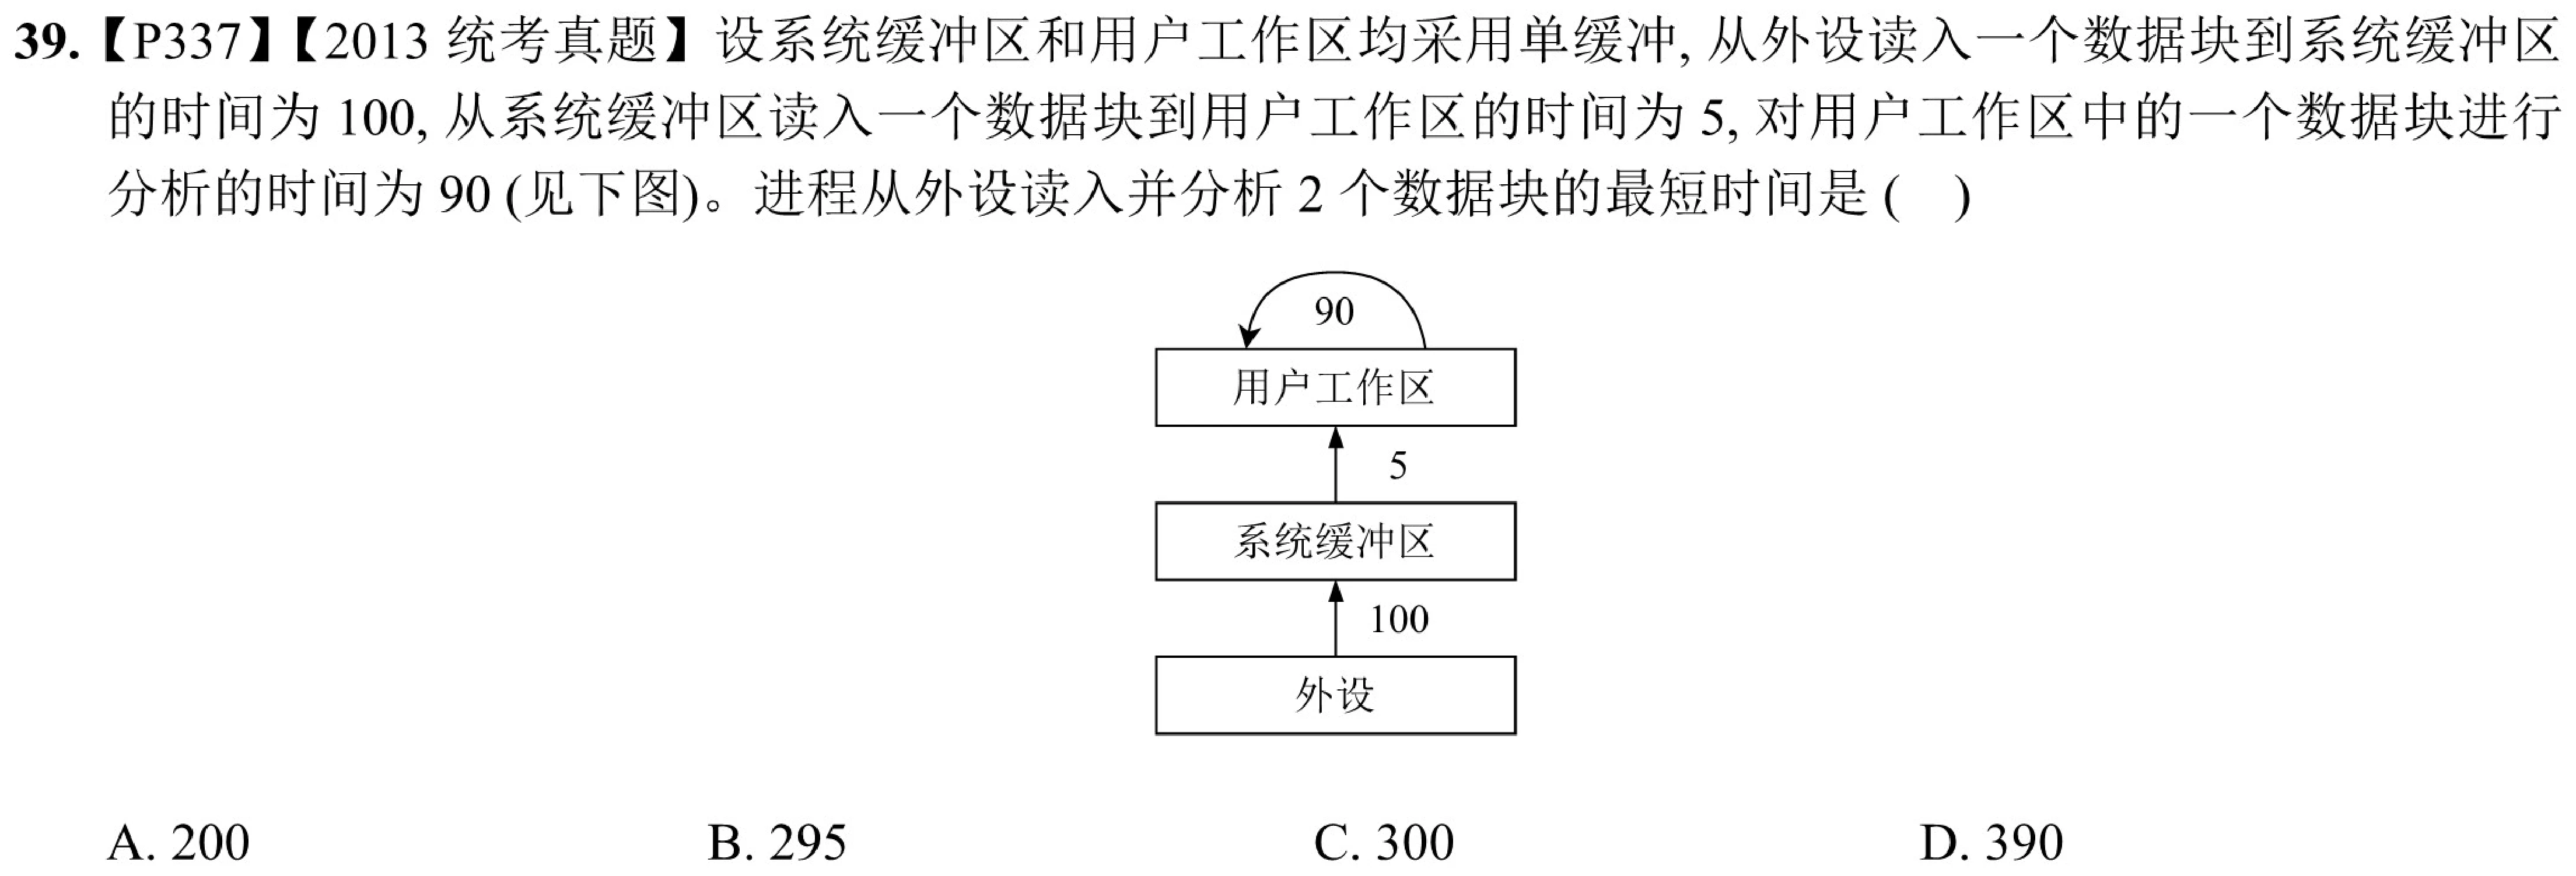 39.【P337】【2013 统考真题】设系统缓冲区和用户工作区均采用单缓冲, 从外设读入一个数据块到系统缓冲区
的时间为 100, 从系统缓冲区读入一个数据块到用户工作区的时间为 5, 对用户工作区中的一个数据块进行
分析的时间为 90 (见下图)。进程从外设读入并分析 2 个数据块的最短时间是 ( )
90
用户工作区
5
系统缓冲区
100
外设
A. 200 B. 295 C. 300 D. 390